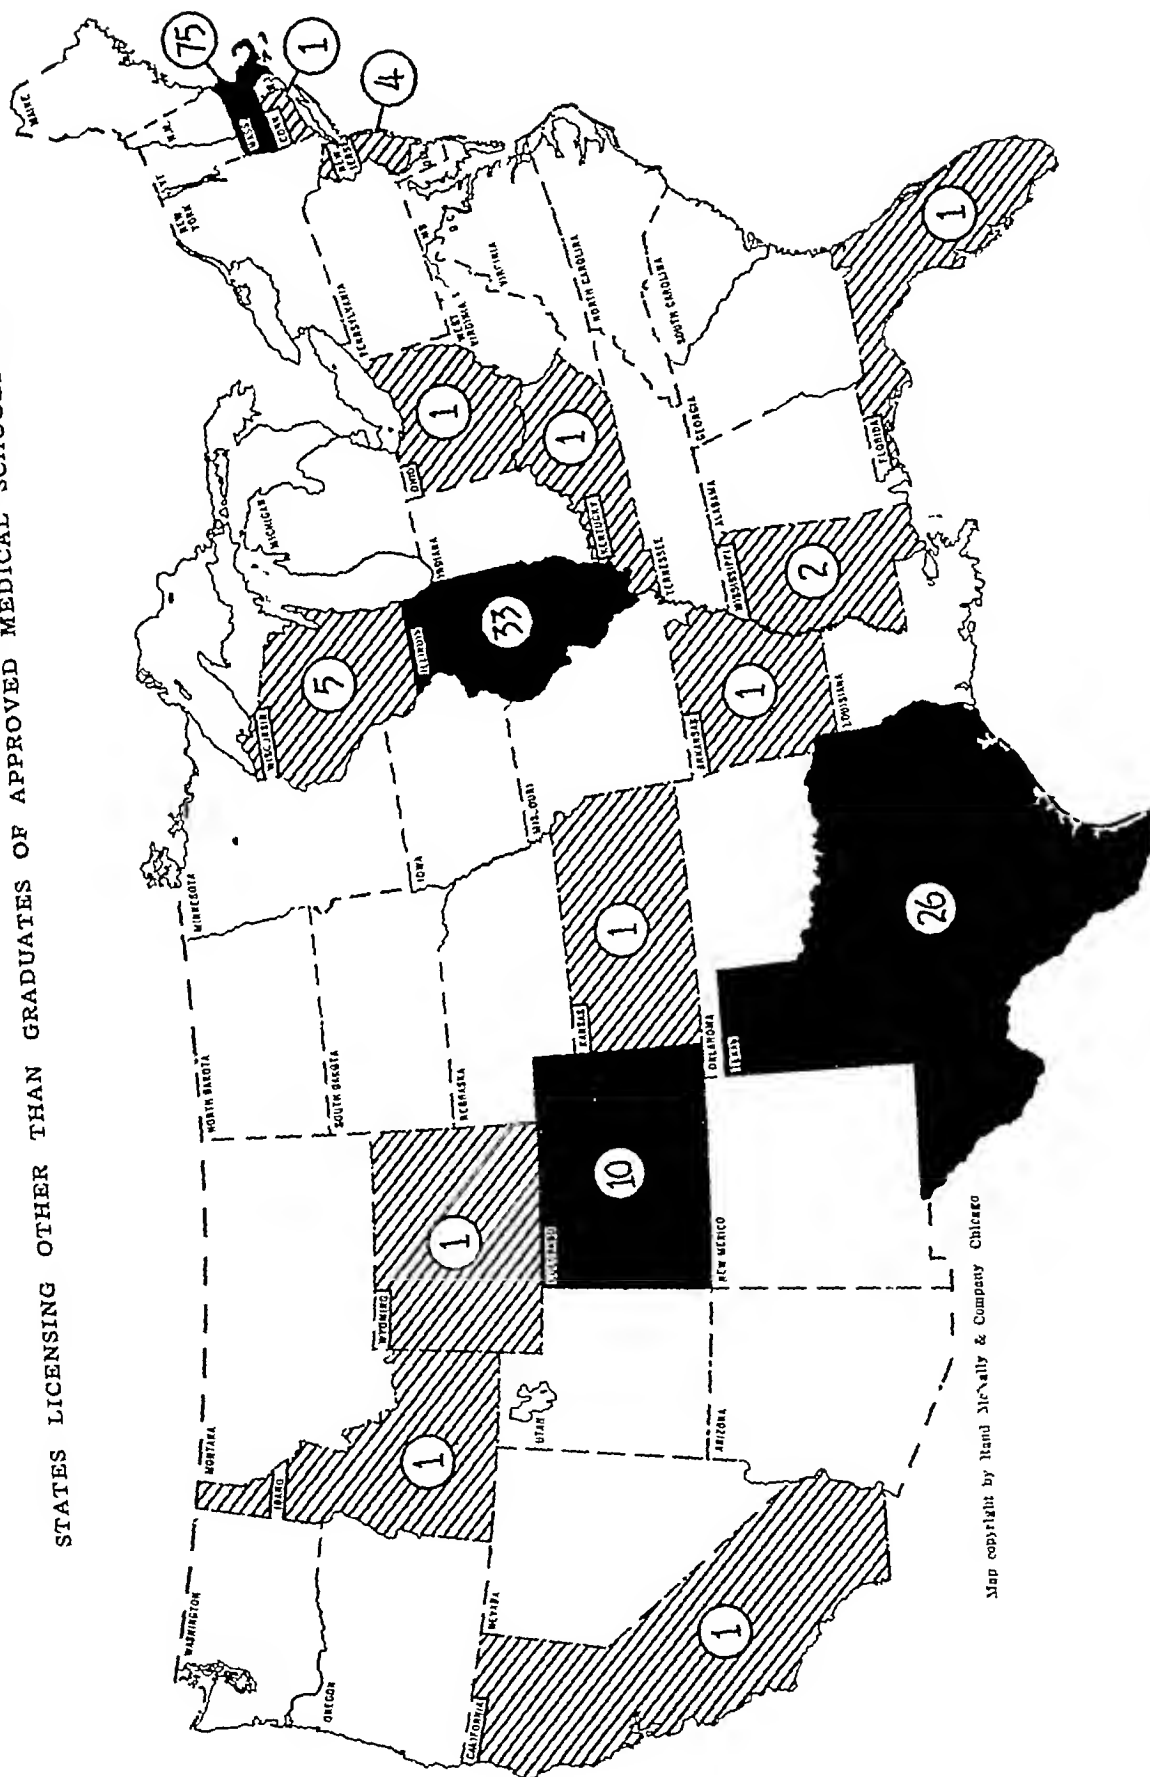 STATES LICENSING OTHER THAN GRADUATES OF APPROVED MEDICAL
WASHINGTON
OREGON
CALIFORNIA
1
NEVADA
IDAHO
1
MONTANA
WYOMING
1
UTAH
ARIZONA
COLORADO
10
NEW MEXICO
NORTH DAKOTA
SOUTH DAKOTA
NEBRASKA
KANSAS
1
OKLAHOMA
TEXAS
26
MINNESOTA
IOWA
MISSOURI
ARKANSAS
1
LOUISIANA
WISCONSIN
5
ILLINOIS
33
MICHIGAN
INDIANA
OHIO
1
KENTUCKY
1
TENNESSEE
MISSISSIPPI
2
ALABAMA
GEORGIA
FLORIDA
1
SOUTH CAROLINA
NORTH CAROLINA
VIRGINIA
WEST
VIRGINIA
D C
PENNSYLVANIA
NEW
JERSEY
4
NEW
YORK
VT
N.H.
MAINE
MASS
75
CONN
1
Map copyright by Rand McNally & Company Chicago